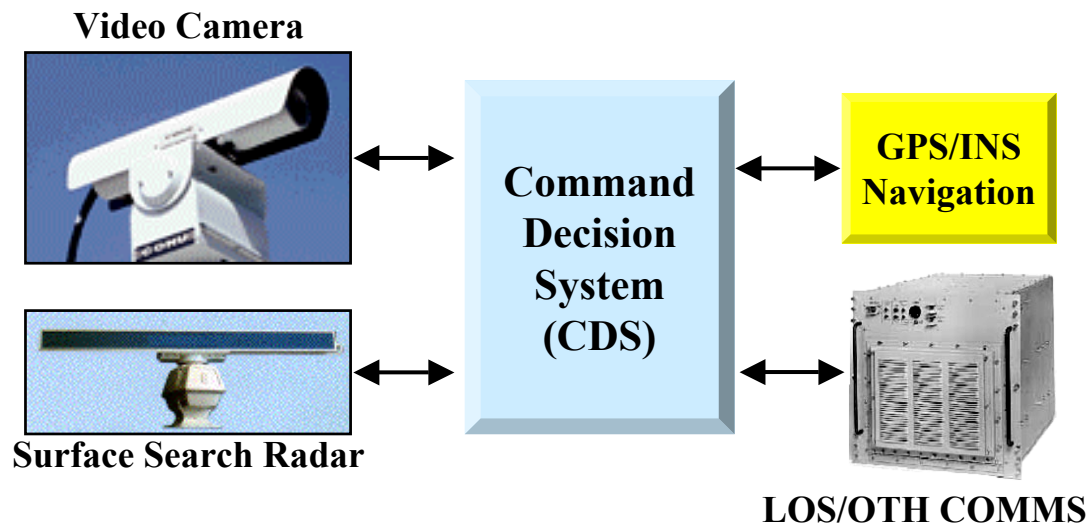 Video Camera
Command
Decision
System
(CDS)
GPS/INS
Navigation
Surface Search Radar
LOS/OTH COMMS